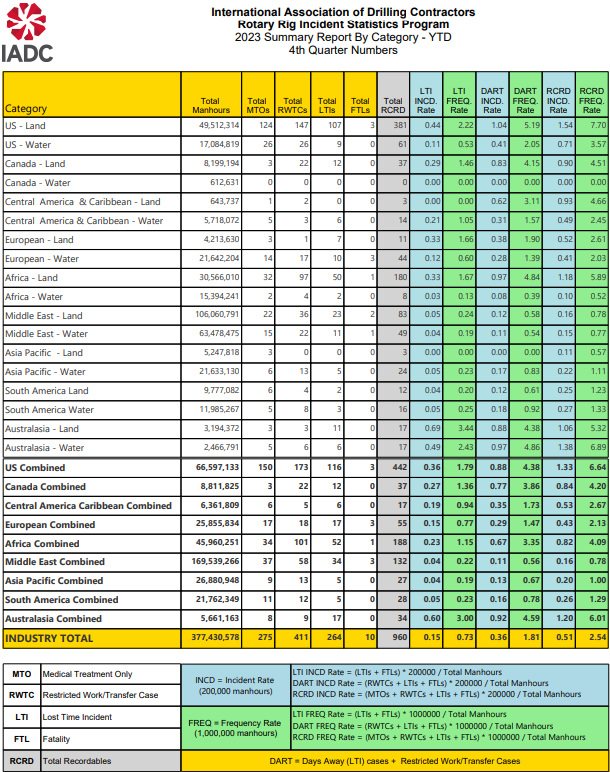 IADC
International Association of Drilling Contractors
Rotary Rig Incident Statistics Program
2023 Summary Report By Category - YTD
4th Quarter Numbers
Category Total Manhours Total MTOs Total RWTCs Total LTIs Total FTLs Total RCRD LTI INCD. Rate LTI FREQ. Rate DART INCD. Rate DART FREQ. Rate RCRD INCD. Rate RCRD FREQ. Rate
US - Land 49,512,314 124 147 107 3 381 0.44 2.22 1.04 5.19 1.54 7.70
US - Water 17,084,819 26 26 9 0 61 0.11 0.53 0.41 2.05 0.71 3.57
Canada - Land 8,199,194 3 22 12 0 37 0.29 1.46 0.83 4.15 0.90 4.51
Canada - Water 612,631 0 0 0 0 0 0.00 0.00 0.00 0.00 0.00 0.00
Central America & Caribbean - Land 643,737 1 2 0 0 3 0.00 0.00 0.62 3.11 0.93 4.66
Central America & Caribbean - Water 5,718,072 5 3 6 0 14 0.21 1.05 0.31 1.57 0.49 2.45
European - Land 4,213,630 3 1 7 0 11 0.33 1.66 0.38 1.90 0.52 2.61
European - Water 21,642,204 14 17 10 3 44 0.12 0.60 0.28 1.39 0.41 2.03
Africa - Land 30,566,010 32 97 50 1 180 0.33 1.67 0.97 4.84 1.18 5.89
Africa - Water 15,394,241 2 4 2 0 8 0.03 0.13 0.08 0.39 0.10 0.52
Middle East - Land 106,060,791 22 36 23 2 83 0.05 0.24 0.12 0.58 0.16 0.78
Middle East - Water 63,478,475 15 22 11 1 49 0.04 0.19 0.11 0.54 0.15 0.77
Asia Pacific - Land 5,247,818 3 0 0 0 3 0.00 0.00 0.00 0.00 0.11 0.57
Asia Pacific - Water 21,633,130 6 13 5 0 24 0.05 0.23 0.17 0.83 0.22 1.11
South America Land 9,777,082 6 4 2 0 12 0.04 0.20 0.12 0.61 0.25 1.23
South America Water 11,985,267 5 8 3 0 16 0.05 0.25 0.18 0.92 0.27 1.33
Australasia - Land 3,194,372 3 3 11 0 17 0.69 3.44 0.88 4.38 1.06 5.32
Australasia - Water 2,466,791 5 6 6 0 17 0.49 2.43 0.97 4.86 1.38 6.89
US Combined 66,597,133 150 173 116 3 442 0.36 1.79 0.88 4.38 1.33 6.64
Canada Combined 8,811,825 3 22 12 0 37 0.27 1.36 0.77 3.86 0.84 4.20
Central America Caribbean Combined 6,361,809 6 5 6 0 17 0.19 0.94 0.35 1.73 0.53 2.67
European Combined 25,855,834 17 18 17 3 55 0.15 0.77 0.29 1.47 0.43 2.13
Africa Combined 45,960,251 34 101 52 1 188 0.23 1.15 0.67 3.35 0.82 4.09
Middle East Combined 169,539,266 37 58 34 3 132 0.04 0.22 0.11 0.56 0.16 0.78
Asia Pacific Combined 26,880,948 9 13 5 0 27 0.04 0.19 0.13 0.67 0.20 1.00
South America Combined 21,762,349 11 12 5 0 28 0.05 0.23 0.16 0.78 0.26 1.29
Australasia Combined 5,661,163 8 9 17 0 34 0.60 3.00 0.92 4.59 1.20 6.01
INDUSTRY TOTAL 377,430,578 275 411 264 10 960 0.15 0.73 0.36 1.81 0.51 2.54
MTO Medical Treatment Only
RWTC Restricted Work/Transfer Case
INCD = Incident Rate
(200,000 manhours)
LTI INCD Rate = (LTIs + FTLs) * 200000 / Total Manhours
DART INCD Rate = (RWTCs + LTIs + FTLs) * 200000 / Total Manhours
RCRD INCD Rate = (MTOs + RWTCs + LTIs + FTLs) * 200000 / Total Manhours
LTI Lost Time Incident
FTL Fatality
FREQ = Frequency Rate
(1,000,000 manhours)
LTI FREQ Rate = (LTIs + FTLs) * 1000000 / Total Manhours
DART FREQ Rate = (RWTCs + LTIs + FTLs) * 1000000 / Total Manhours
RCRD FREQ Rate = (MTOs + RWTCs + LTIs + FTLs) * 1000000 / Total Manhours
RCRD Total Recordables
DART = Days Away (LTI) cases + Restricted Work/Transfer Cases